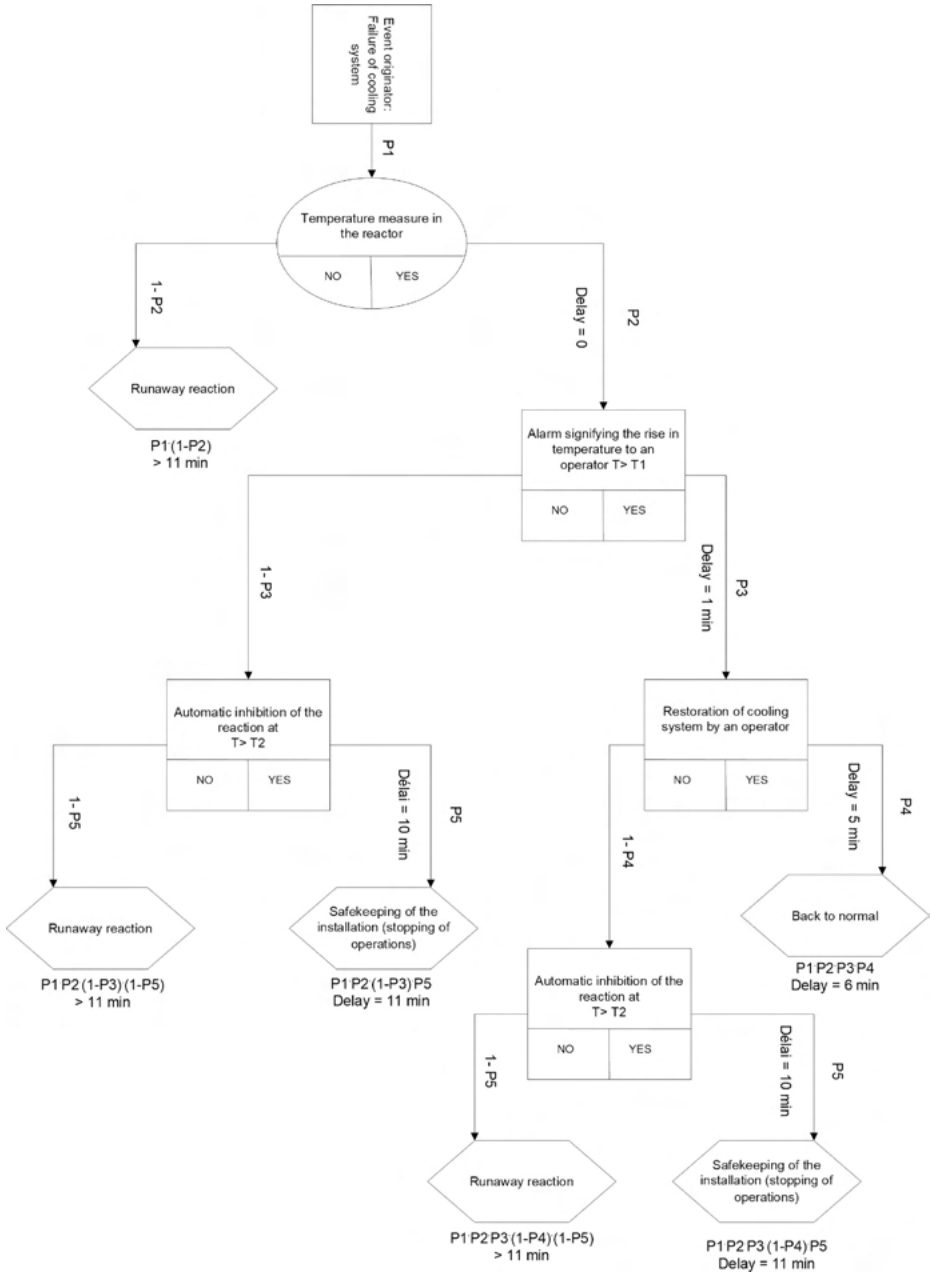 Event originator:
Failure of cooling
system
P1
Temperature measure in
the reactor
NO
YES
1- P2
P2
Delay = 0
Runaway reaction
P1·(1-P2)
> 11 min
Alarm signifying the rise in
temperature to an
operator T> T1
NO
YES
1- P3
P3
Delay = 1 min
Automatic inhibition of the
reaction at
T> T2
NO
YES
Restoration of cooling
system by an operator
NO
YES
1- P5
P5
Délai = 10 min
1- P4
P4
Delay = 5 min
Runaway reaction
P1·P2·(1-P3)·(1-P5)
> 11 min
Safekeeping of the
installation (stopping of
operations)
P1·P2·(1-P3)·P5
Delay = 11 min
Back to normal
P1·P2·P3·P4
Delay = 6 min
Automatic inhibition of the
reaction at
T> T2
NO
YES
1- P5
P5
Délai = 10 min
Runaway reaction
P1·P2·P3·(1-P4)·(1-P5)
> 11 min
Safekeeping of the
installation (stopping of
operations)
P1·P2·P3·(1-P4)·P5
Delay = 11 min